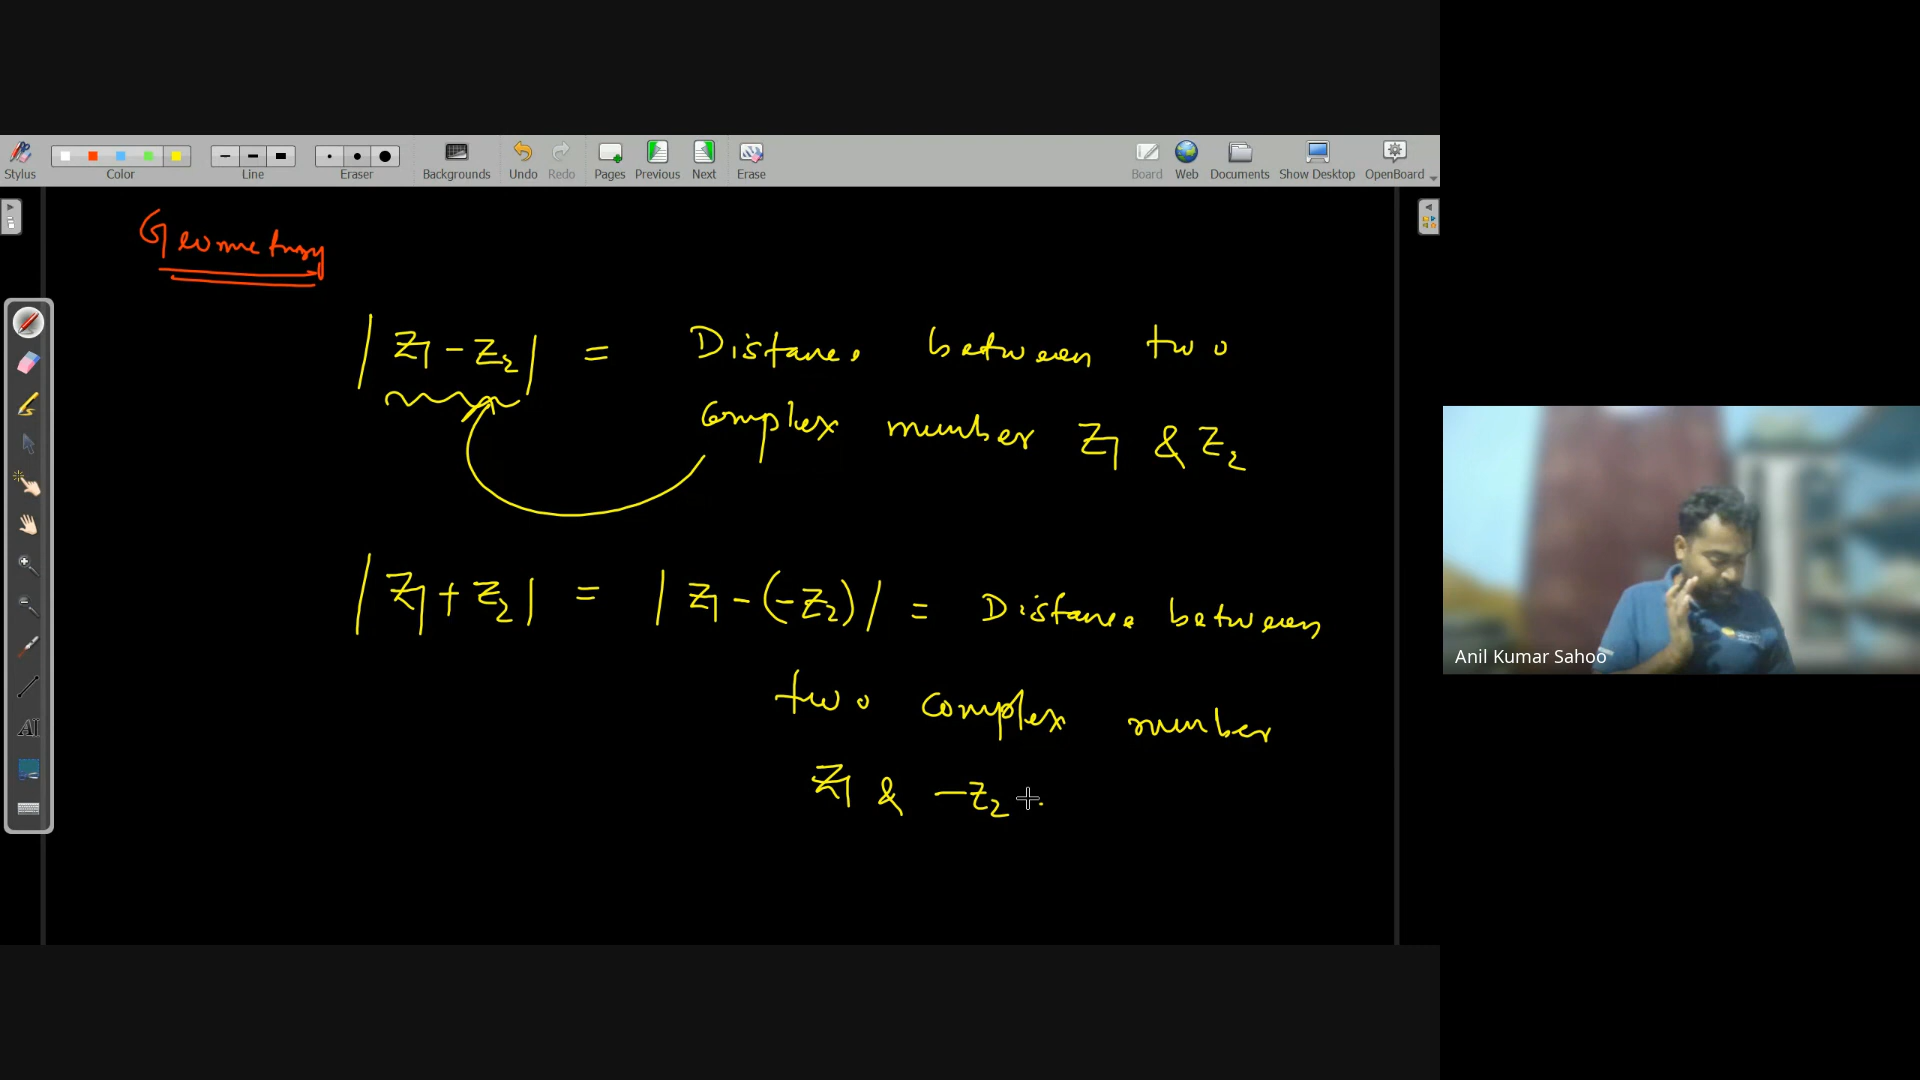 Stylus
Color
Line
Eraser
Backgrounds
Undo
Redo
Pages
Previous
Next
Erase
Board
Web
Documents
Show Desktop
OpenBoard
Geometry
|z₁ - z₂| = Distance between two
complex number z₁ & z₂
|z₁ + z₂| = |z₁ - (-z₂)| = Distance between
two complex number
z₁ & -z₂.
AI
Anil Kumar Sahoo